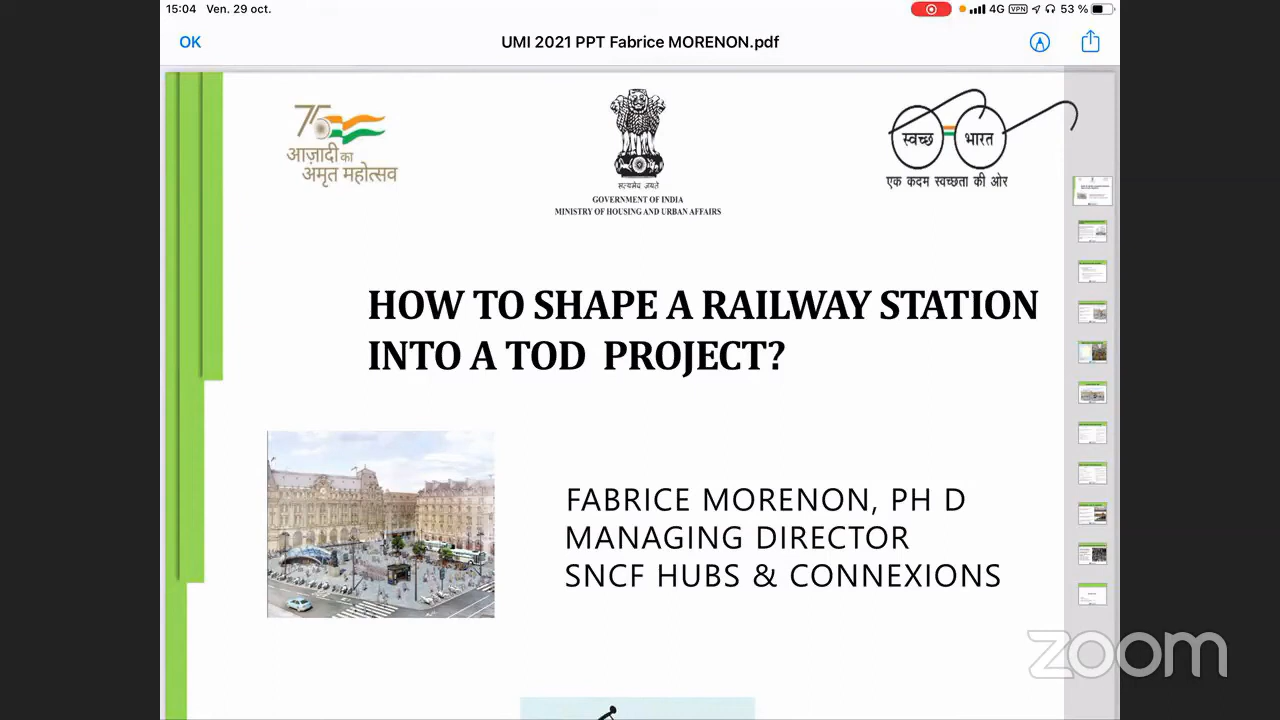 15:04 Ven. 29 oct.
4G VPN 53 %
OK
UMI 2021 PPT Fabrice MORENON.pdf
75
आज़ादी का
अमृत महोत्सव
सत्यमेव जयते
GOVERNMENT OF INDIA
MINISTRY OF HOUSING AND URBAN AFFAIRS
स्वच्छ भारत
एक कदम स्वच्छता की ओर
HOW TO SHAPE A RAILWAY STATION
INTO A TOD PROJECT?
FABRICE MORENON, PH D
MANAGING DIRECTOR
SNCF HUBS & CONNEXIONS
zoom